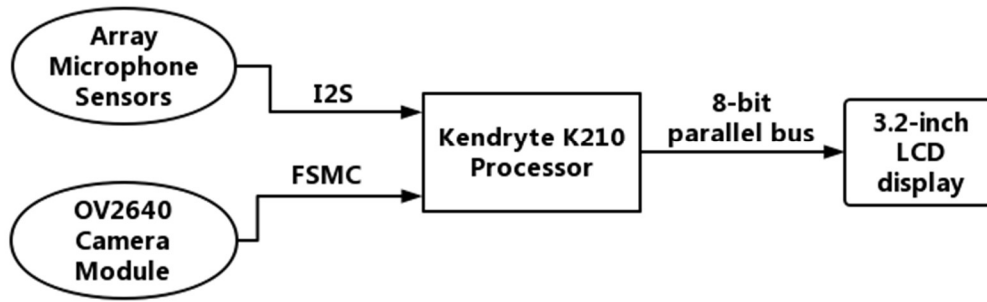 Array
Microphone
Sensors
I2S
FSMC
OV2640
Camera
Module
Kendryte K210
Processor
8-bit
parallel bus
3.2-inch
LCD
display